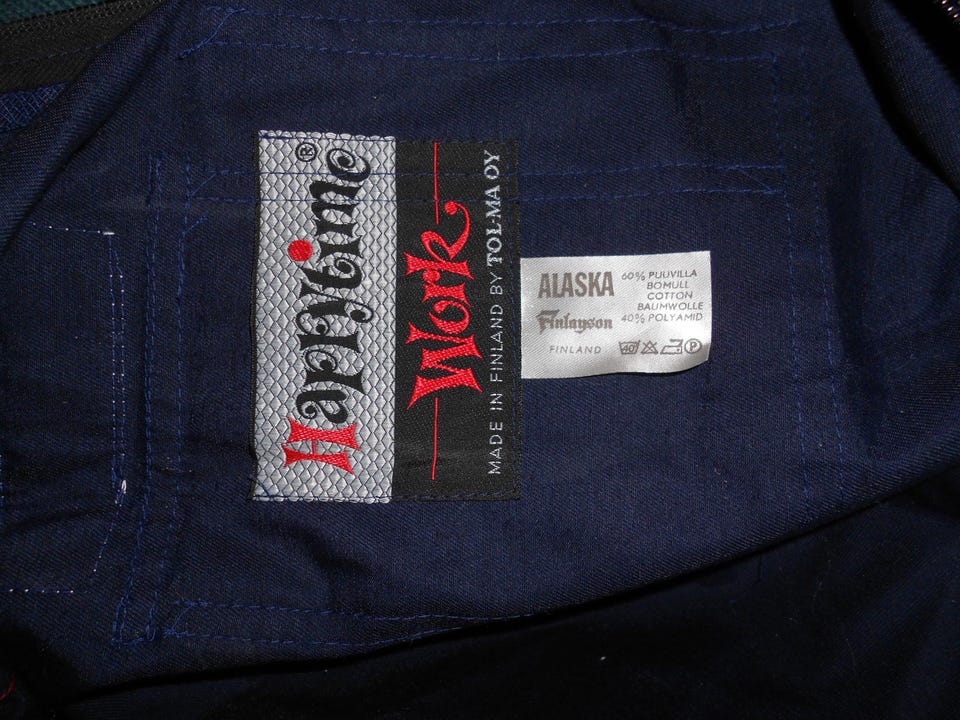 Happytime®
Work
MADE IN FINLAND BY TOL-MA OY
ALASKA
Finlayson
FINLAND
60% PUUVILLA
BOMULL
COTTON
BAUMWOLLE
40% POLYAMID
40 P